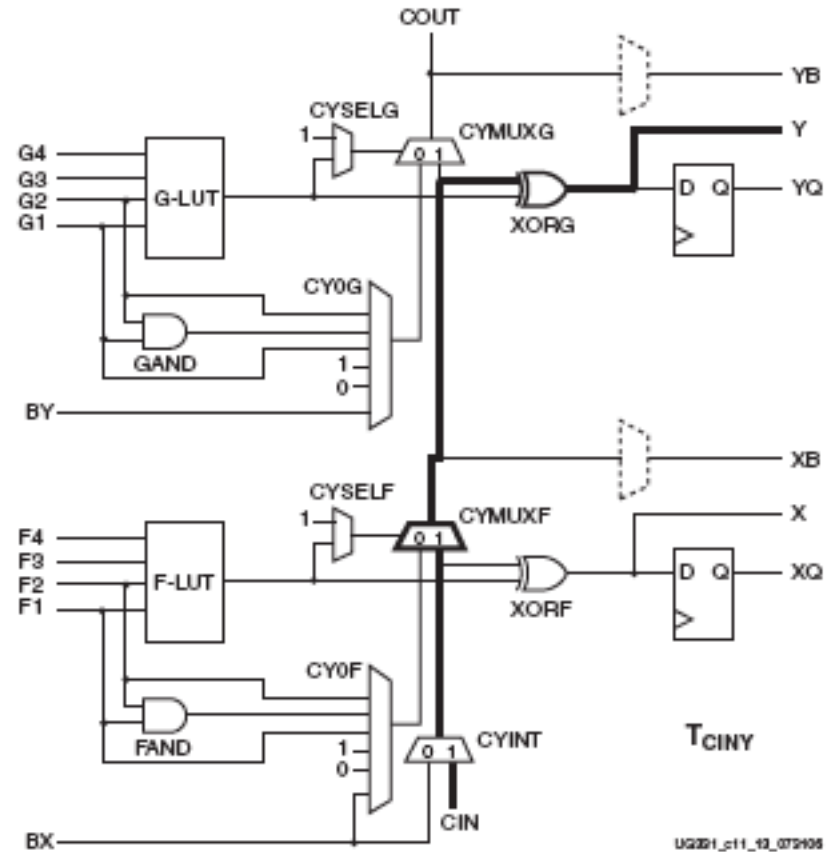 COUT
YB
CYSELG
1
CYMUXG
0 1
Y
G4
G3
G2
G1
G-LUT
D Q
YQ
XORG
CY0G
GAND
1
0
BY
XB
CYSELF
1
CYMUXF
0 1
X
F4
F3
F2
F1
F-LUT
D Q
XQ
XORF
CY0F
FAND
1
0
0 1
CYINT
TCINY
CIN
BX